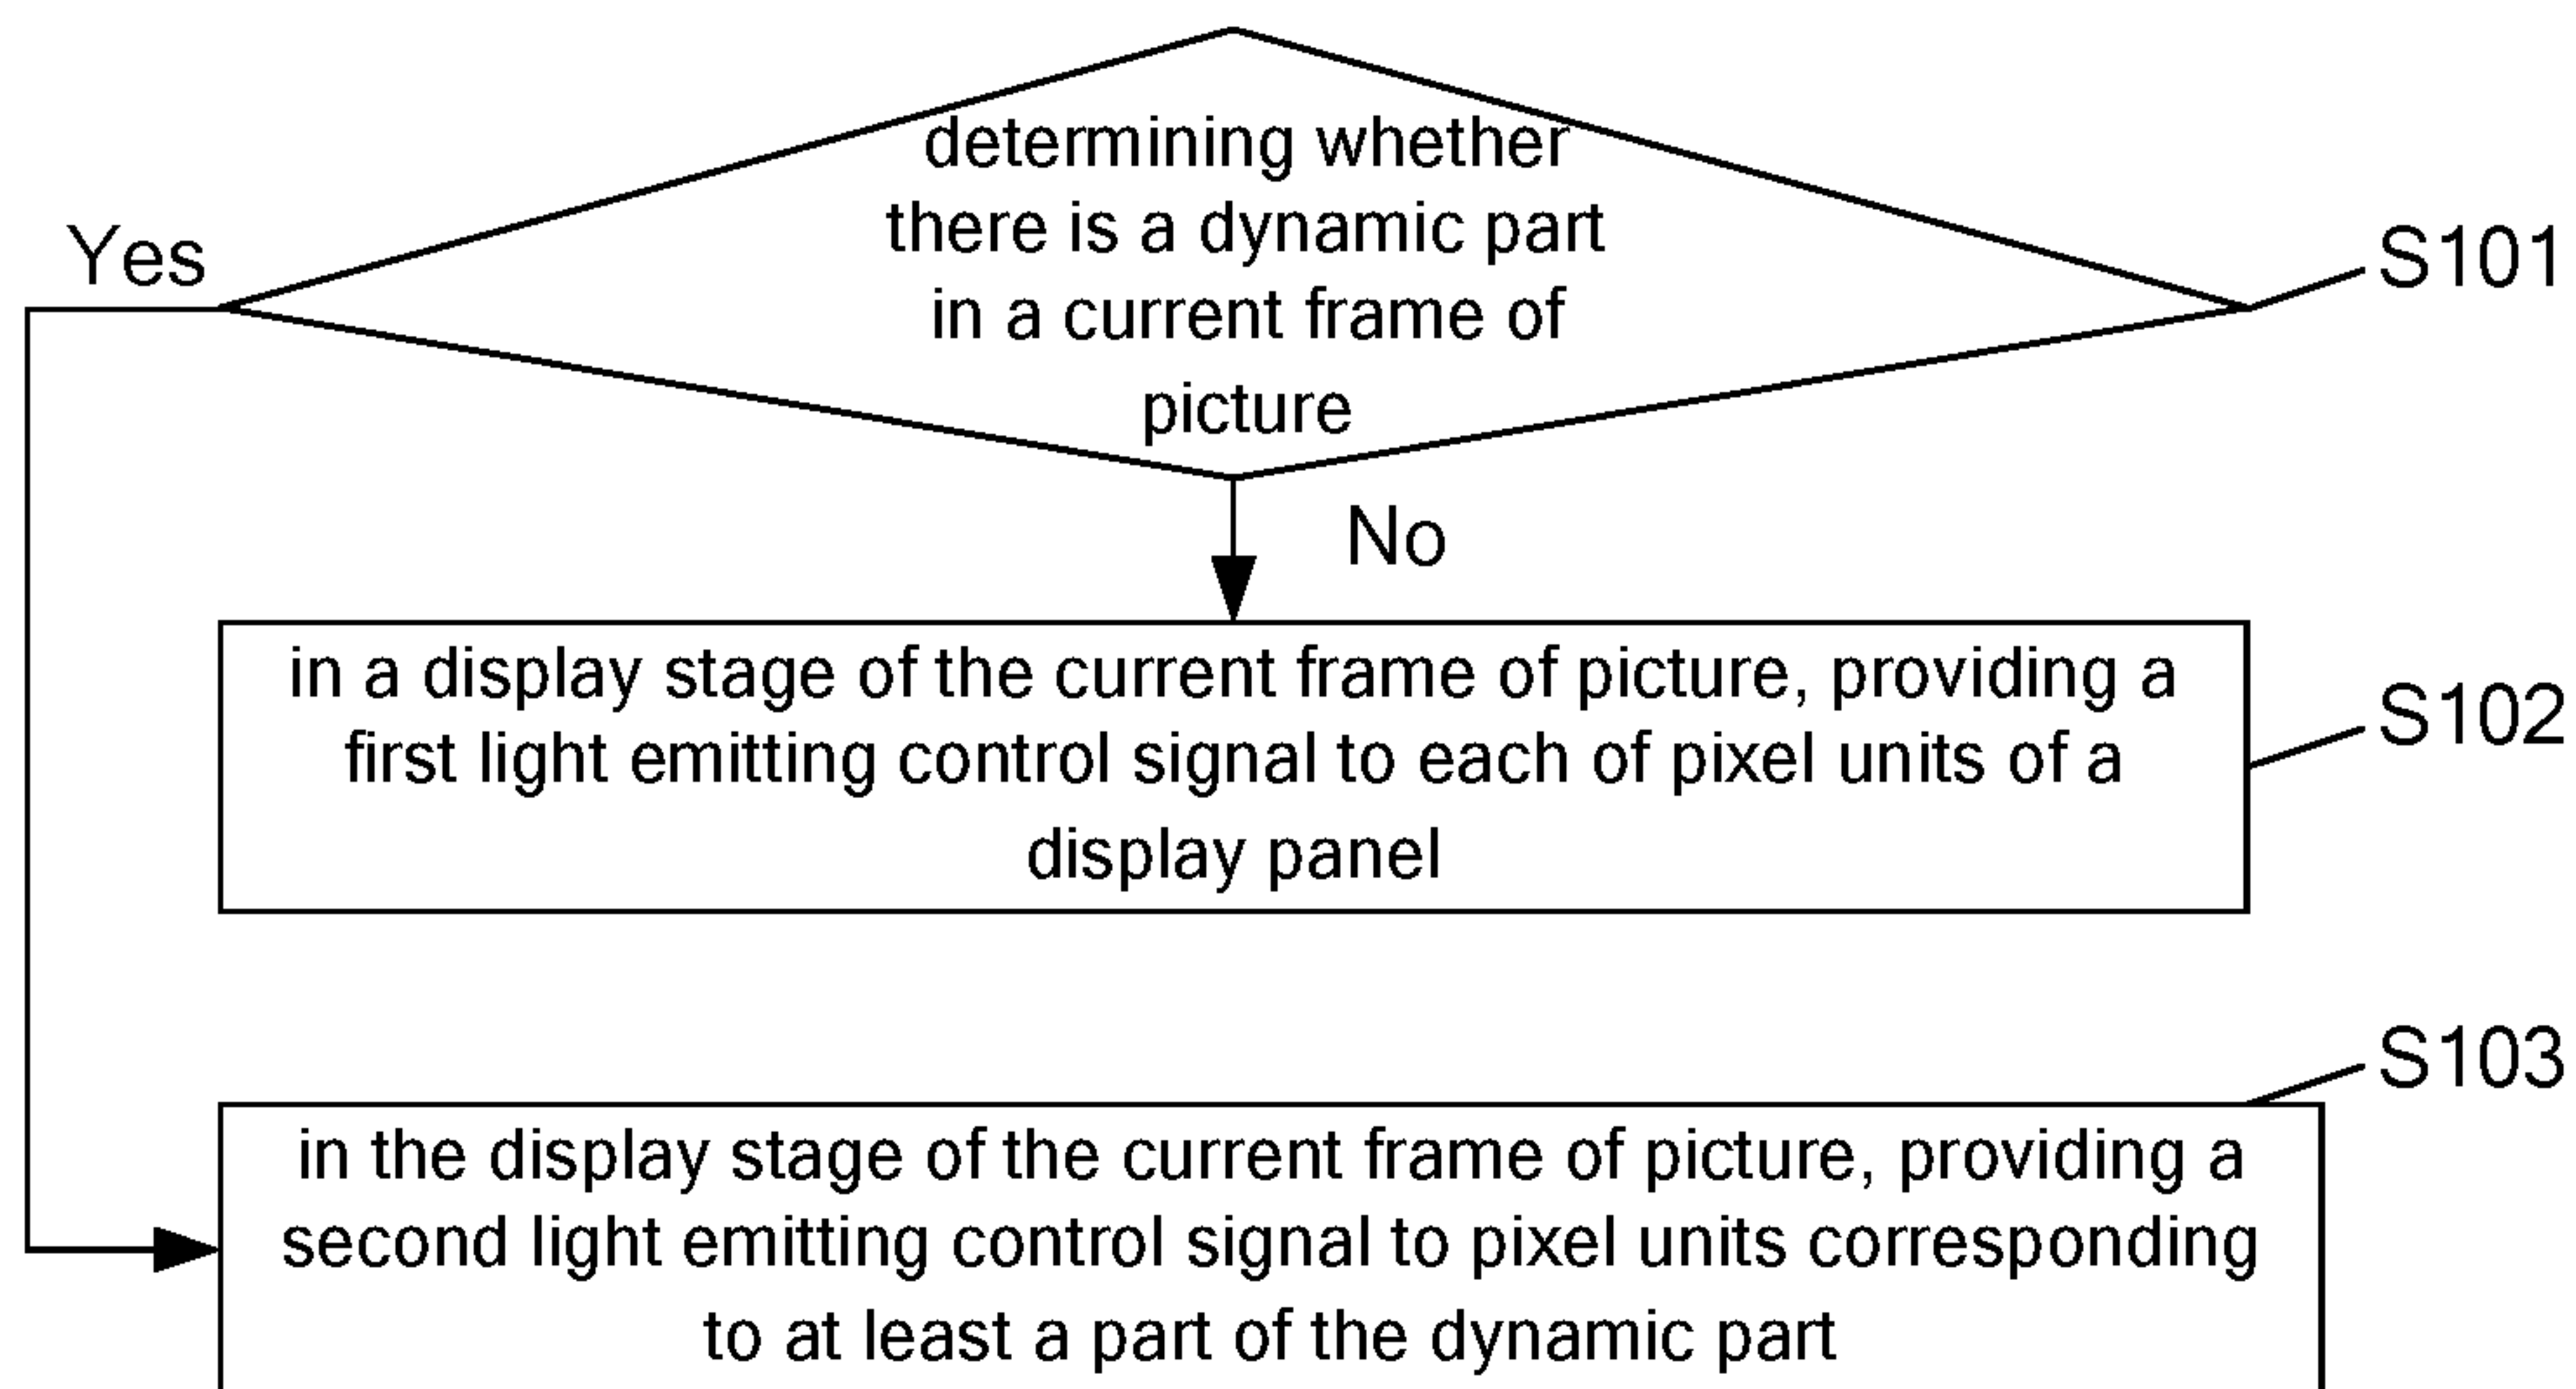 determining whether
there is a dynamic part
in a current frame of
picture
Yes
S101
No
in a display stage of the current frame of picture, providing a
first light emitting control signal to each of pixel units of a
display panel
S102
S103
in the display stage of the current frame of picture, providing a
second light emitting control signal to pixel units corresponding
to at least a part of the dynamic part